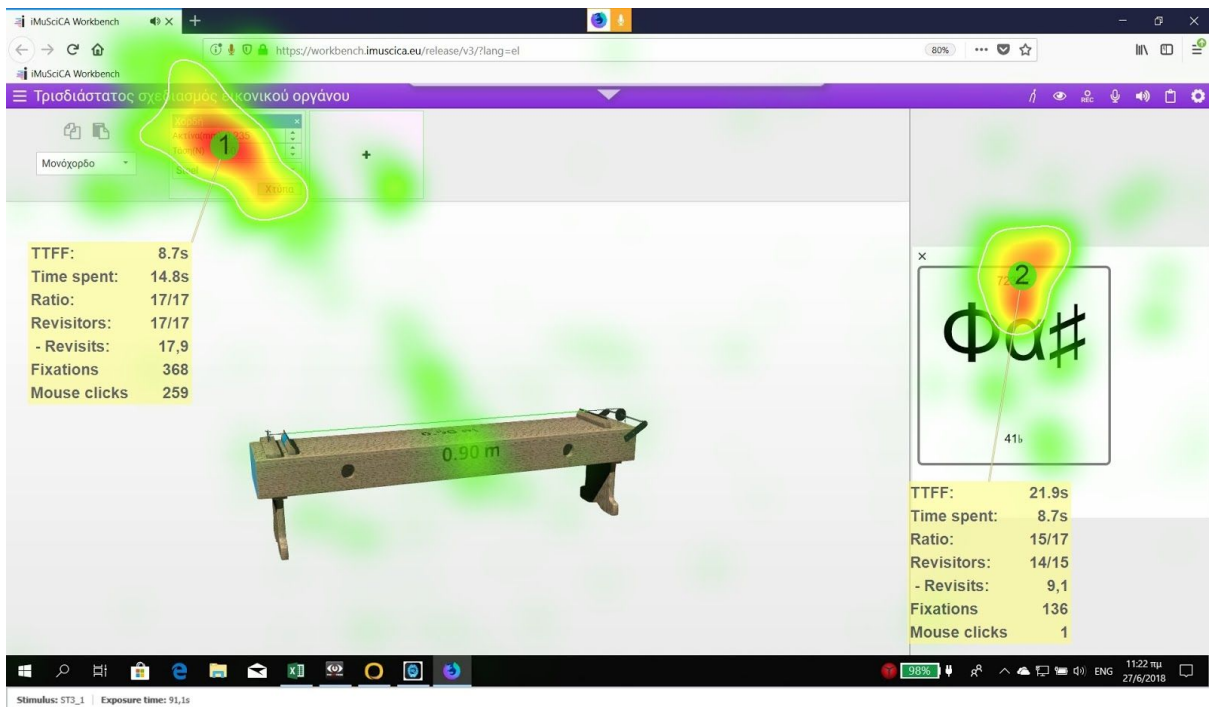 iMuSciCA Workbench
https://workbench.imuscica.eu/release/v3/?lang=el
80%
iMuSciCA Workbench
Τρισδιάστατος σχεδιασμός εικονικού οργάνου
REC
Μονόχορδο
1
Steel
Χτύπα
+
TTFF: 8.7s
Time spent: 14.8s
Ratio: 17/17
Revisitors: 17/17
- Revisits: 17,9
Fixations 368
Mouse clicks 259
0.90 m
2
Φα#
41♭
TTFF: 21.9s
Time spent: 8.7s
Ratio: 15/17
Revisitors: 14/15
- Revisits: 9,1
Fixations 136
Mouse clicks 1
98%
ENG
11:22 πμ
27/6/2018
Stimulus: ST3_1 Exposure time: 91,1s